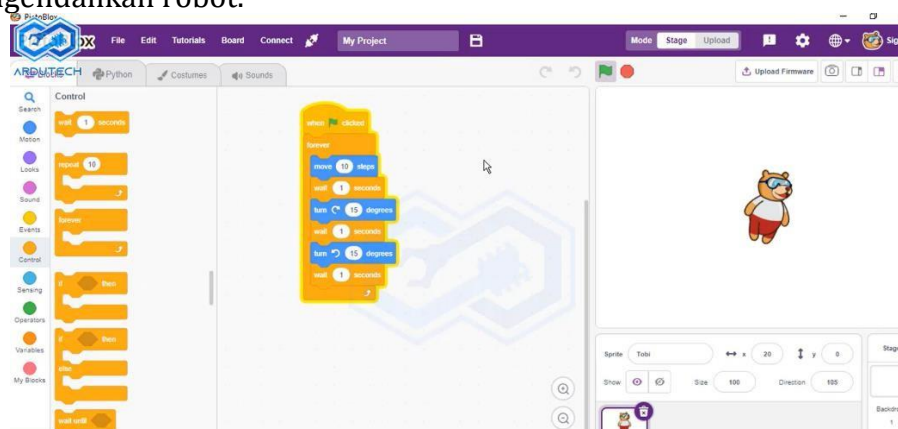 ngendalikan robot.
PictoBlox
File Edit Tutorials Board Connect My Project Mode Stage Upload
ARDUTECH
Python Costumes Sounds
Upload Firmware
Search
Motion
Looks
Sound
Events
Control
Sensing
Operators
Variables
My Blocks
Control
wait 1 seconds
repeat 10
forever
if then
if then
else
wait until
when clicked
forever
move 10 steps
wait 1 seconds
turn 15 degrees
wait 1 seconds
turn 15 degrees
wait 1 seconds
Sprite Tobi x 20 y 0
Show Size 100 Direction 105
Stage
Backdro
1